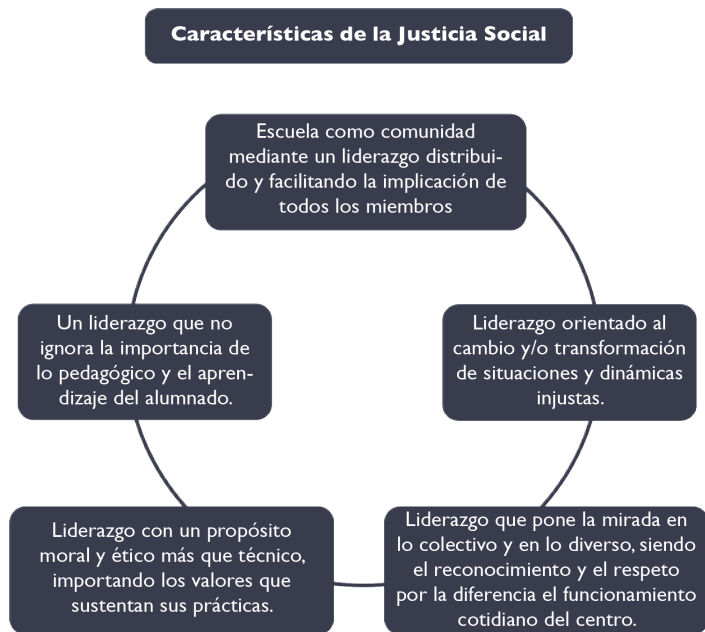 Características de la Justicia Social
Escuela como comunidad
mediante un liderazgo distribui-
do y facilitando la implicación de
todos los miembros
Un liderazgo que no
ignora la importancia de
lo pedagógico y el apren-
dizaje del alumnado.
Liderazgo orientado al
cambio y/o transformación
de situaciones y dinámicas
injustas.
Liderazgo con un propósito
moral y ético más que técnico,
importando los valores que
sustentan sus prácticas.
Liderazgo que pone la mirada en
lo colectivo y en lo diverso, siendo
el reconocimiento y el respeto
por la diferencia el funcionamiento
cotidiano del centro.